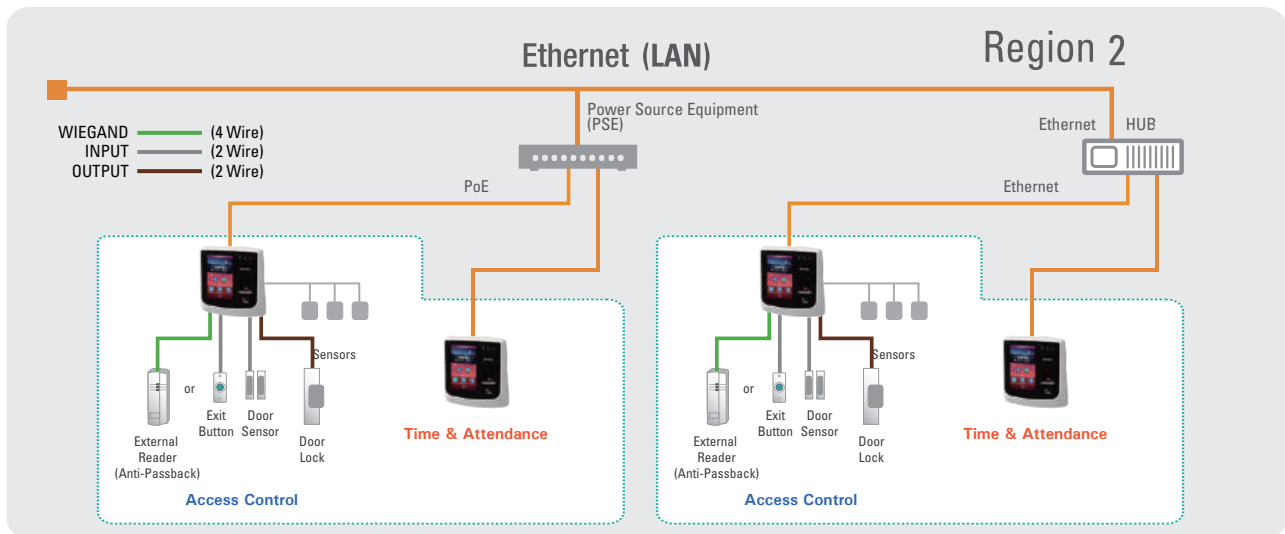 Ethernet (LAN)
Region 2
Power Source Equipment
(PSE)
Ethernet
HUB
WIEGAND
(4 Wire)
INPUT
(2 Wire)
OUTPUT
(2 Wire)
PoE
Ethernet
Sensors
or
Exit
Button
Door
Sensor
External
Reader
(Anti-Passback)
Door
Lock
Time & Attendance
Access Control
Sensors
or
Exit
Button
Door
Sensor
External
Reader
(Anti-Passback)
Door
Lock
Time & Attendance
Access Control